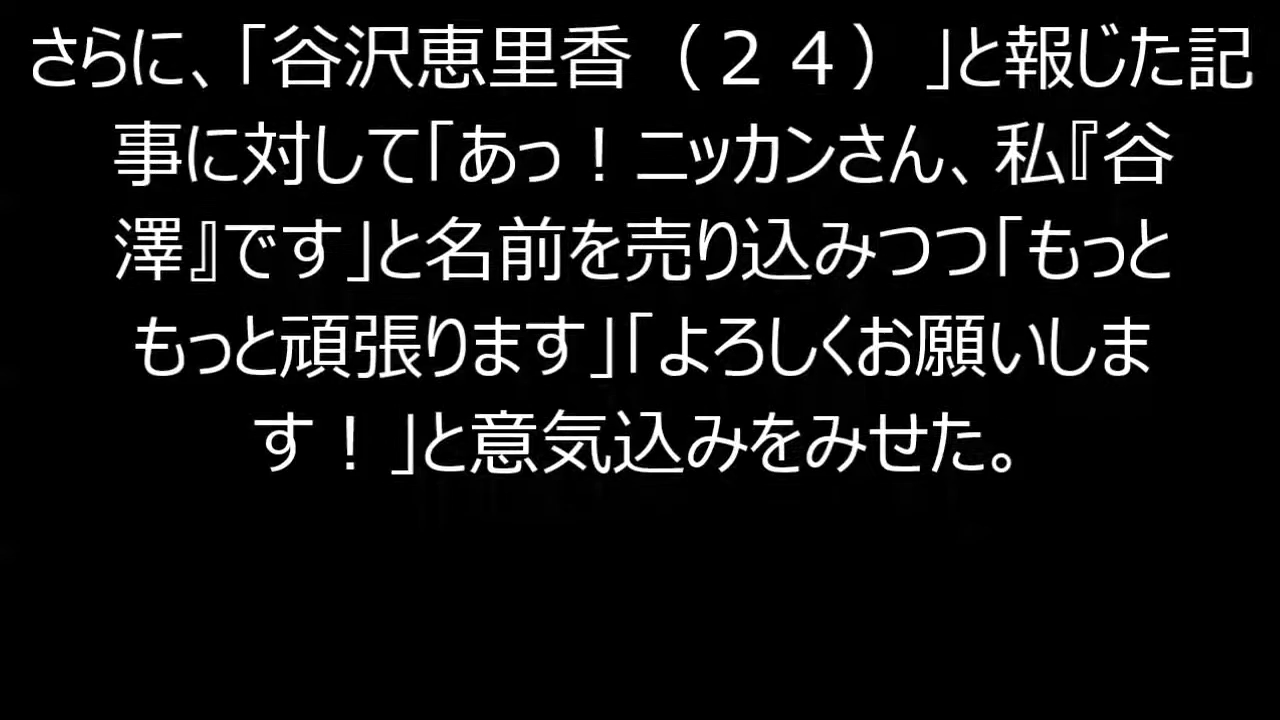 さらに、「谷沢恵里香（２４）」と報じた記
事に対して「あっ！ニッカンさん、私『谷
澤』です」と名前を売り込みつつ「もっと
もっと頑張ります」「よろしくお願いしま
す！」と意気込みをみせた。